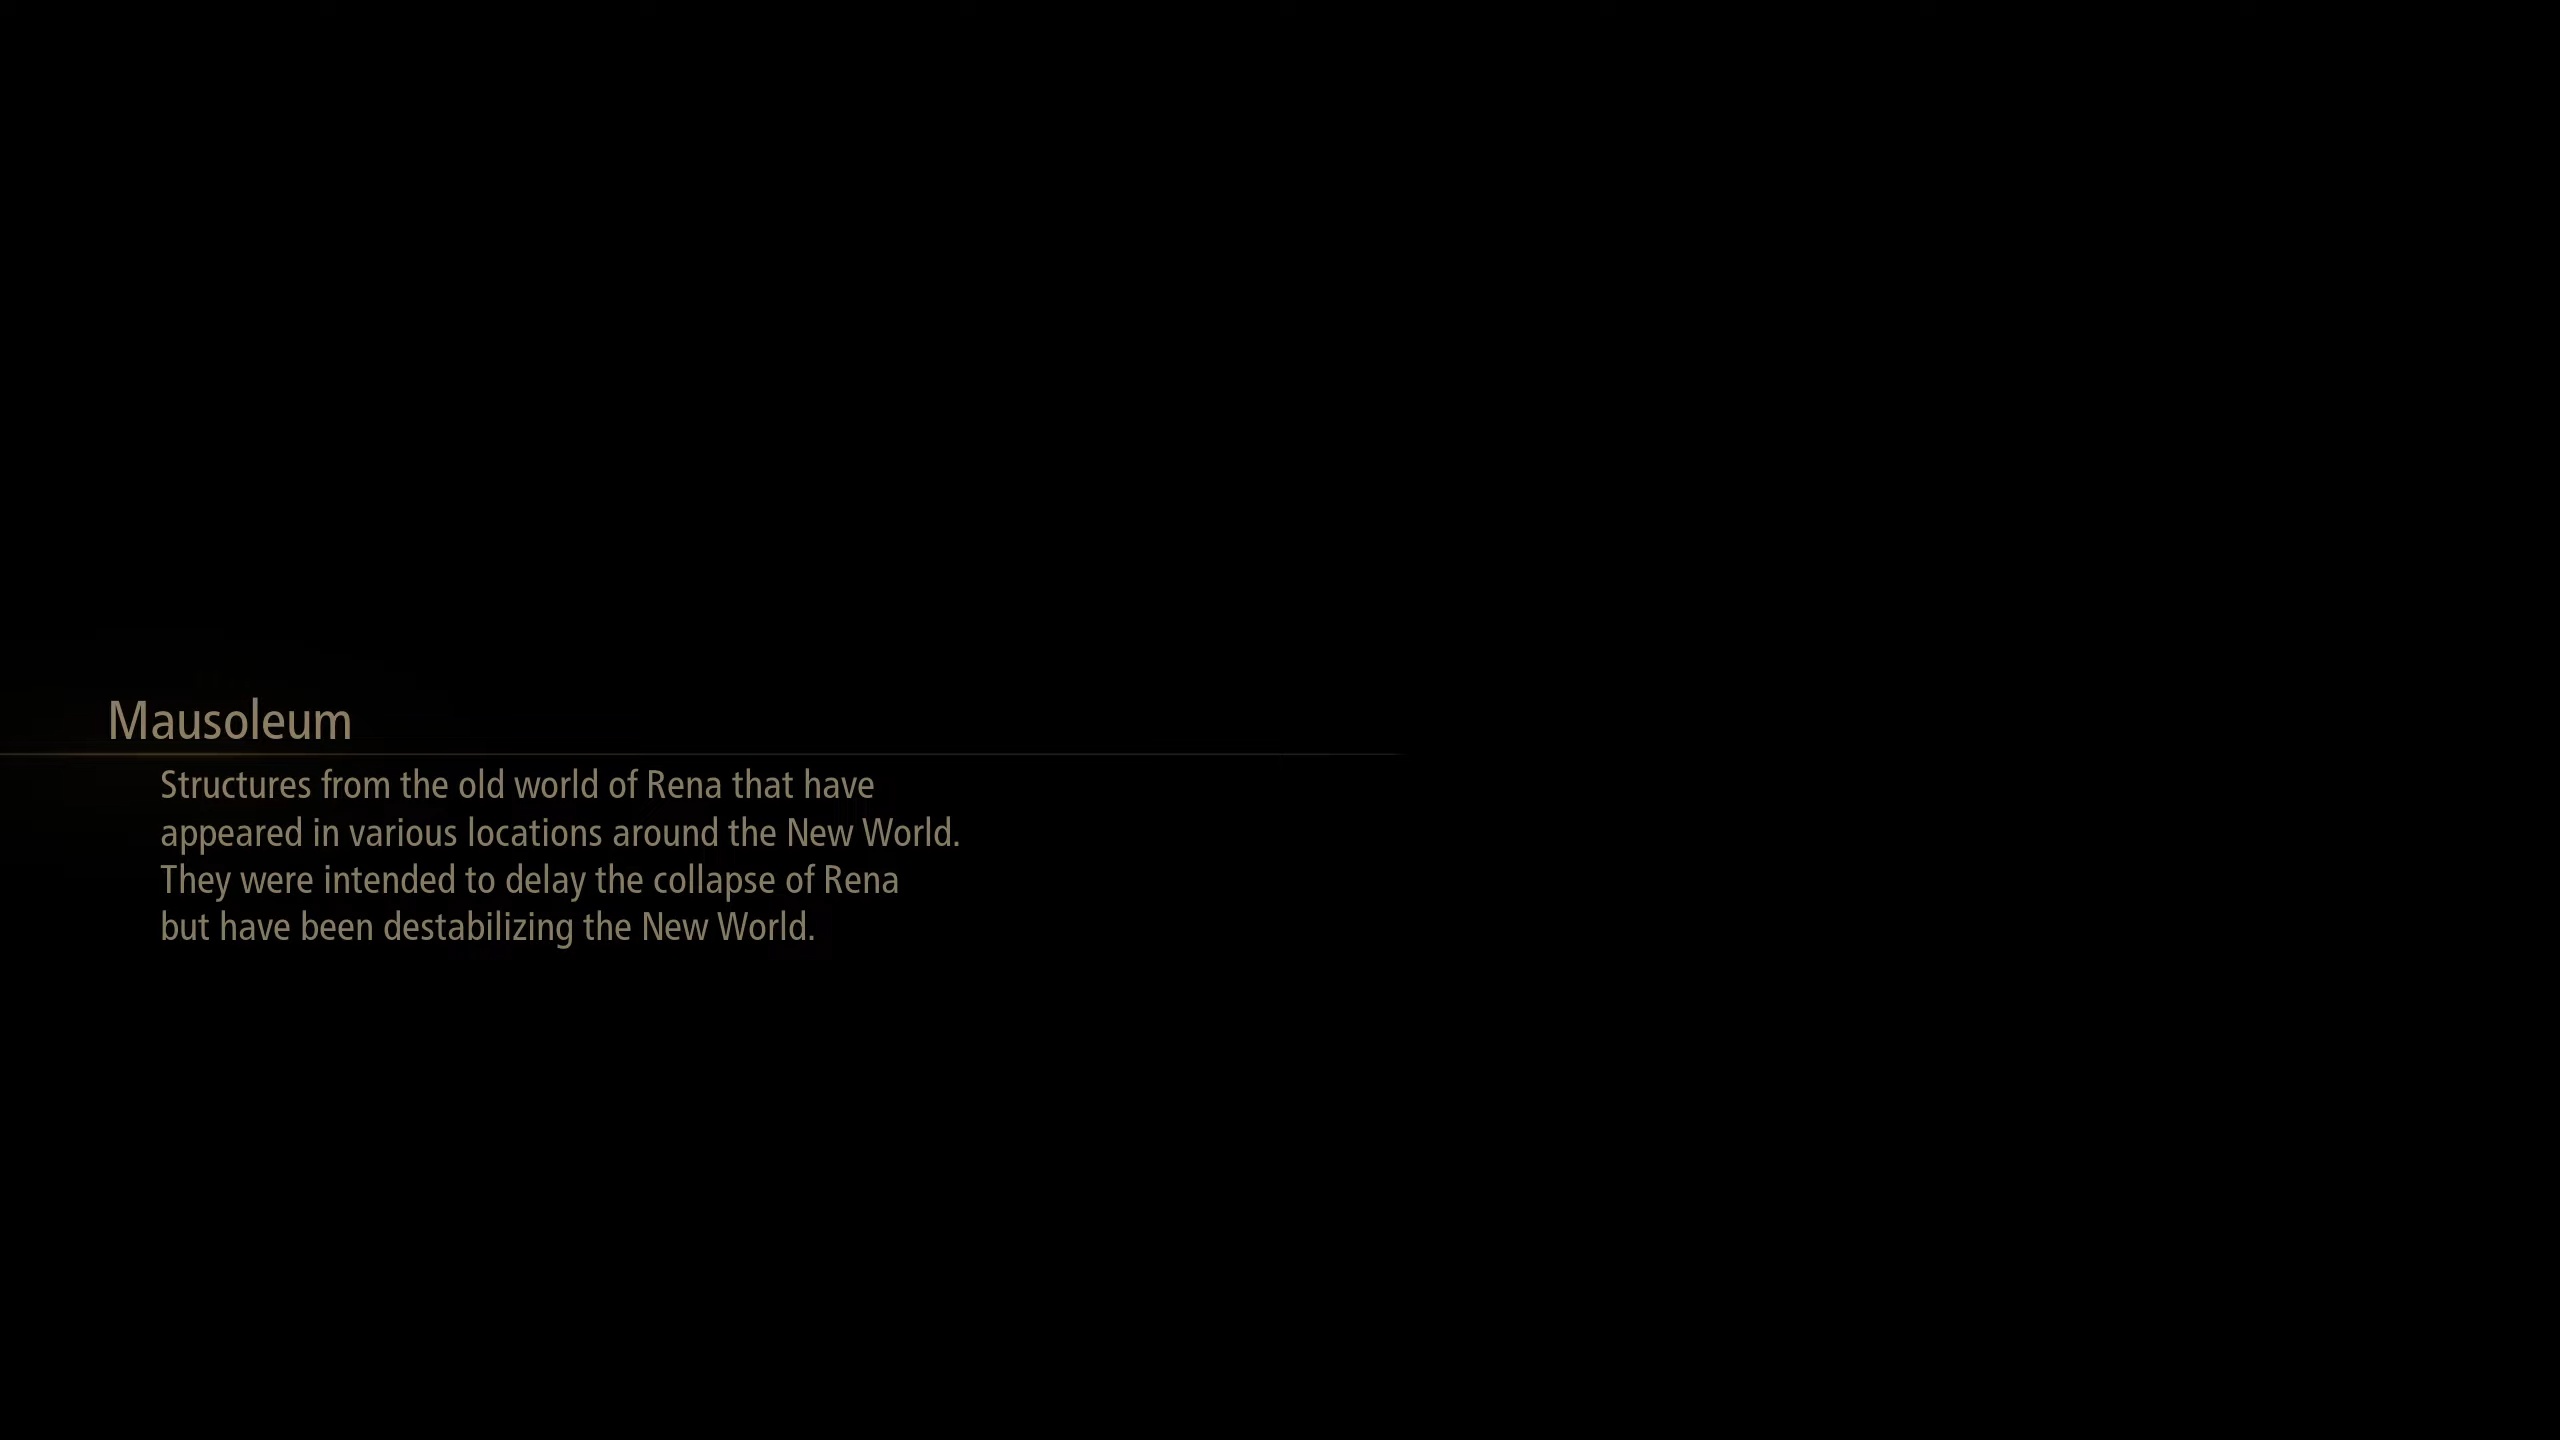 Mausoleum
Structures from the old world of Rena that have
appeared in various locations around the New World.
They were intended to delay the collapse of Rena
but have been destabilizing the New World.